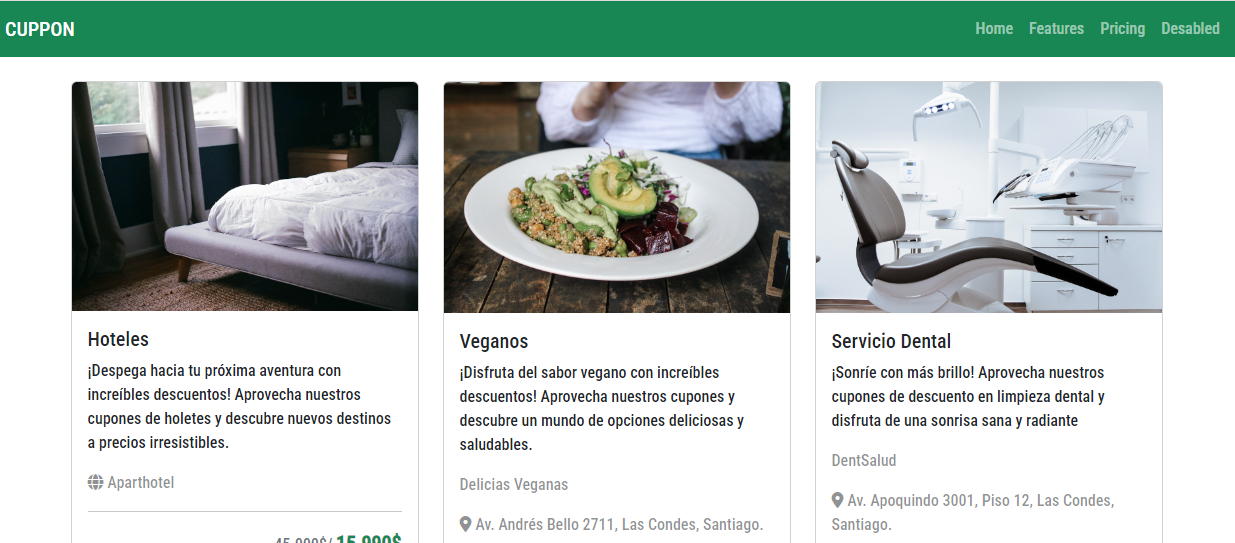 CUPPON
Home Features Pricing Desabled
Hoteles
¡Despega hacia tu próxima aventura con
increíbles descuentos! Aprovecha nuestros
cupones de holetes y descubre nuevos destinos
a precios irresistibles.
Aparthotel
45.990$/ 15.990$
Veganos
¡Disfruta del sabor vegano con increíbles
descuentos! Aprovecha nuestros cupones y
descubre un mundo de opciones deliciosas y
saludables.
Delicias Veganas
Av. Andrés Bello 2711, Las Condes, Santiago.
Servicio Dental
¡Sonríe con más brillo! Aprovecha nuestros
cupones de descuento en limpieza dental y
disfruta de una sonrisa sana y radiante
DentSalud
Av. Apoquindo 3001, Piso 12, Las Condes,
Santiago.